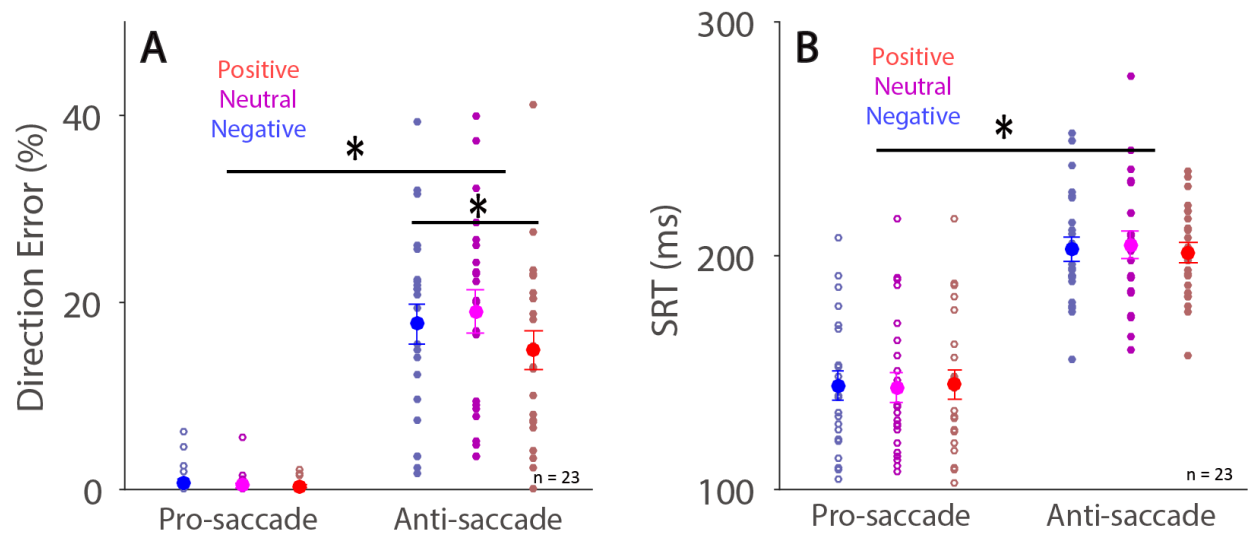 A
Positive
Neutral
Negative
*
*
Direction Error (%)
40
20
0
n = 23
Pro-saccade
Anti-saccade
B
Positive
Neutral
Negative
*
SRT (ms)
300
200
100
n = 23
Pro-saccade
Anti-saccade